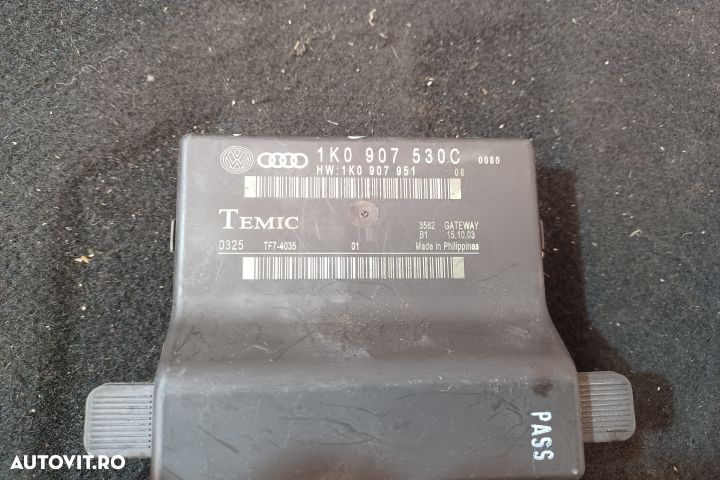 1K0 907 530C 0080
HW:1K0 907 951 06
TEMIC
3562 GATEWAY
0325 TF7-4035 01 B1 15.10.03
Made in Philippines
PASS
AUTOVIT.RO